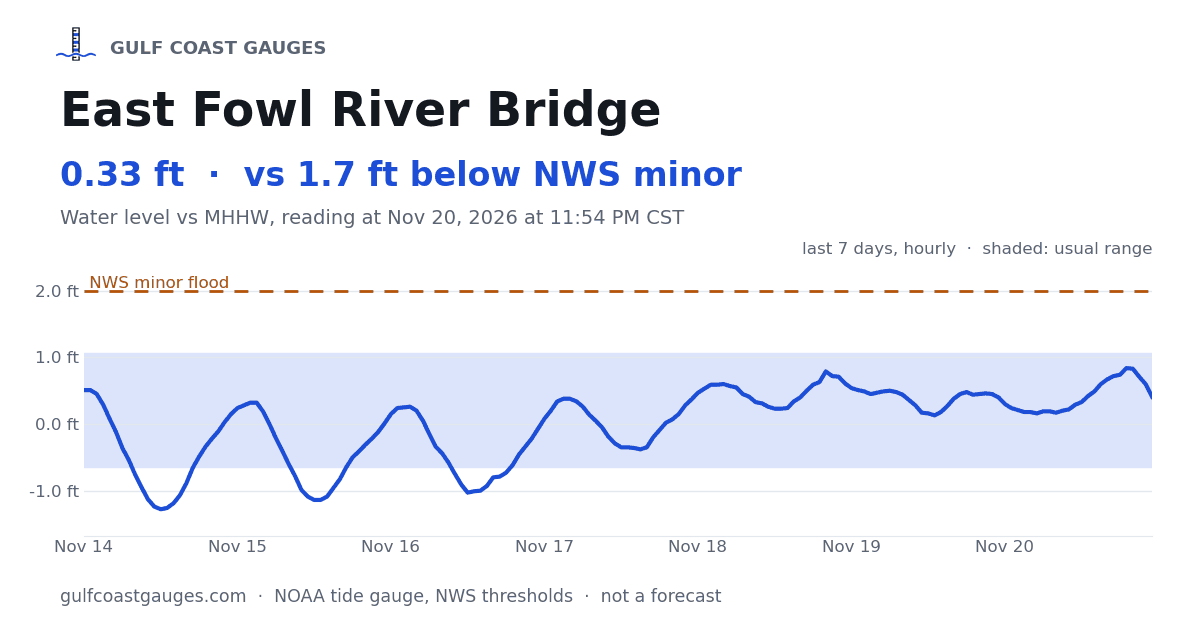 GULF COAST GAUGES
East Fowl River Bridge
0.33 ft · vs 1.7 ft below NWS minor
Water level vs MHHW, reading at Nov 20, 2026 at 11:54 PM CST
last 7 days, hourly · shaded: usual range
NWS minor flood
2.0 ft
1.0 ft
0.0 ft
-1.0 ft
Nov 14 Nov 15 Nov 16 Nov 17 Nov 18 Nov 19 Nov 20
gulfcoastgauges.com · NOAA tide gauge, NWS thresholds · not a forecast